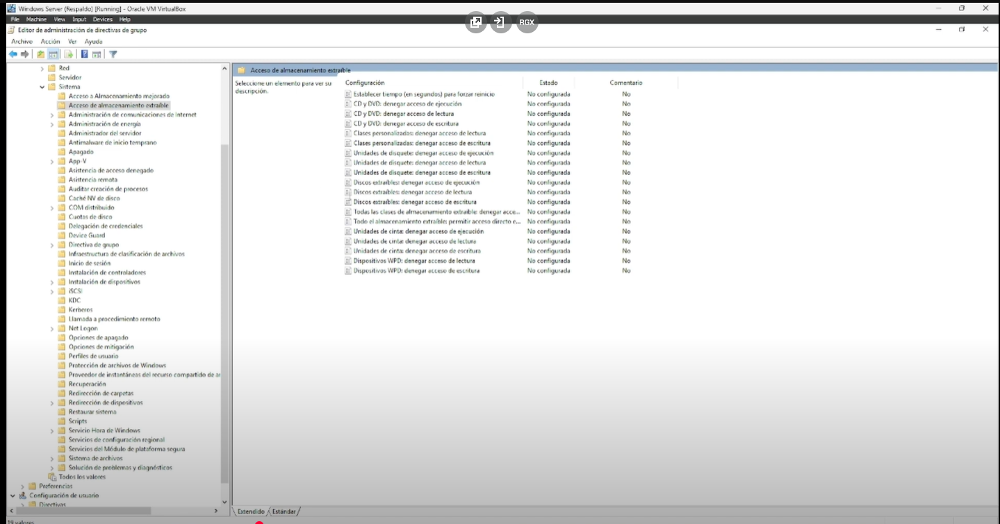 Windows Server (Respaldo) [Running] - Oracle VM VirtualBox
File Machine View Input Devices Help
RGX
Editor de administración de directivas de grupo
Archivo Acción Ver Ayuda
Red
Servidor
Sistema
Acceso a Almacenamiento mejorado
Acceso de almacenamiento extraíble
Administración de comunicaciones de Internet
Administración de energía
Administrador del servidor
Antimalware de inicio temprano
Apagado
App-V
Asistencia de acceso denegado
Asistencia remota
Auditar creación de procesos
Caché NV de disco
COM distribuido
Cuotas de disco
Delegación de credenciales
Device Guard
Directiva de grupo
Infraestructura de clasificación de archivos
Inicio de sesión
Instalación de controladores
Instalación de dispositivos
iSCSI
KDC
Kerberos
Llamada a procedimiento remoto
Net Logon
Opciones de apagado
Opciones de mitigación
Perfiles de usuario
Protección de archivos de Windows
Proveedor de instantáneas del recurso compartido de ar
Recuperación
Redirección de carpetas
Redirección de dispositivos
Restaurar sistema
Scripts
Servicio Hora de Windows
Servicios de configuración regional
Servicios del Módulo de plataforma segura
Sistema de archivos
Solución de problemas y diagnósticos
Todos los valores
Preferencias
Configuración de usuario
Directivas
19 valores
Acceso de almacenamiento extraíble
Seleccione un elemento para ver su
descripción.
Configuración Estado Comentario
Establecer tiempo (en segundos) para forzar reinicio No configurada No
CD y DVD: denegar acceso de ejecución No configurada No
CD y DVD: denegar acceso de lectura No configurada No
CD y DVD: denegar acceso de escritura No configurada No
Clases personalizadas: denegar acceso de lectura No configurada No
Clases personalizadas: denegar acceso de escritura No configurada No
Unidades de disquete: denegar acceso de ejecución No configurada No
Unidades de disquete: denegar acceso de lectura No configurada No
Unidades de disquete: denegar acceso de escritura No configurada No
Discos extraíbles: denegar acceso de ejecución No configurada No
Discos extraíbles: denegar acceso de lectura No configurada No
Discos extraíbles: denegar acceso de escritura No configurada No
Todas las clases de almacenamiento extraíble: denegar acce... No configurada No
Todo el almacenamiento extraíble: permitir acceso directo e... No configurada No
Unidades de cinta: denegar acceso de ejecución No configurada No
Unidades de cinta: denegar acceso de lectura No configurada No
Unidades de cinta: denegar acceso de escritura No configurada No
Dispositivos WPD: denegar acceso de lectura No configurada No
Dispositivos WPD: denegar acceso de escritura No configurada No
Extendido Estándar